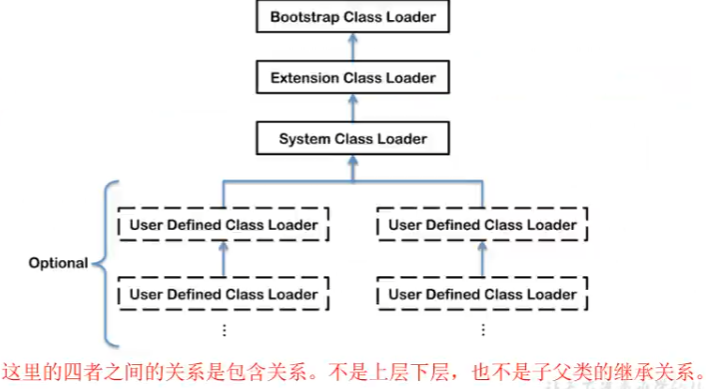 Bootstrap Class Loader
Extension Class Loader
System Class Loader
User Defined Class Loader
User Defined Class Loader
Optional
User Defined Class Loader
User Defined Class Loader
这里的四者之间的关系是包含关系。不是上层下层，也不是子父类的继承关系。